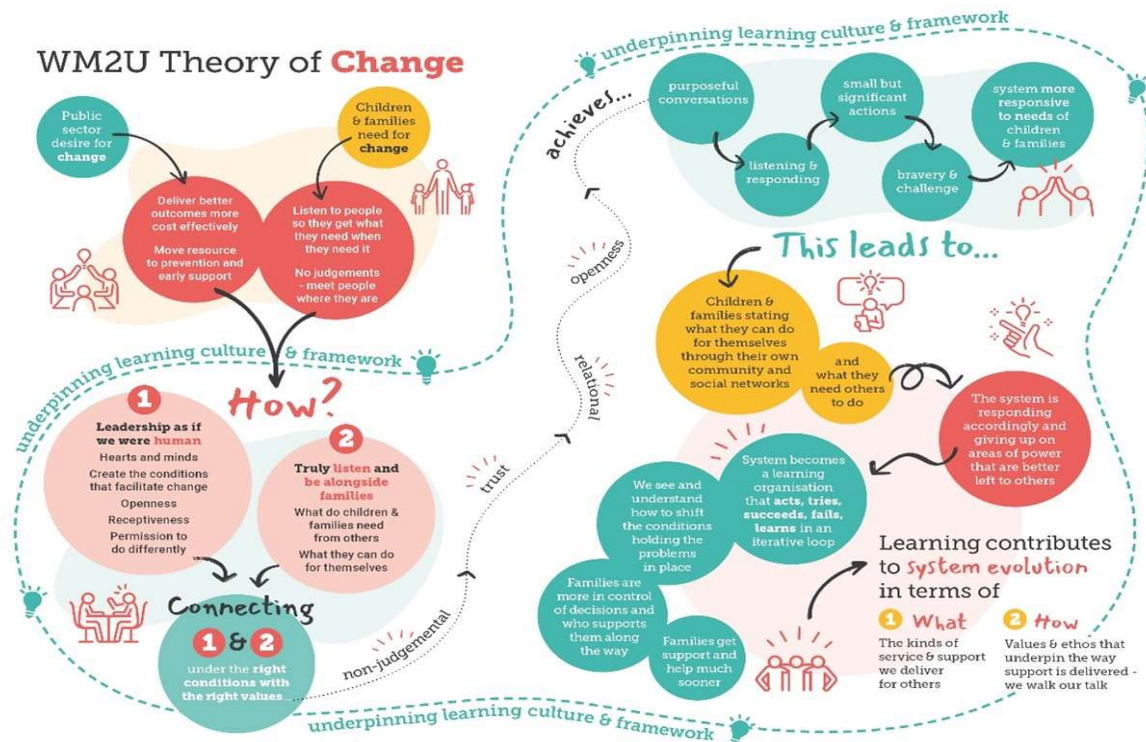 WM2U Theory of Change
Public
sector
desire for
change
Children
& families
need for
change
Deliver better
outcomes more
cost effectively
Move resource
to prevention and
early support
Listen to people
so they get what
they need when
they need it
No judgements
- meet people
where they are
underpinning learning culture & framework
How?
1
Leadership as if
we were human
Hearts and minds
Create the conditions
that facilitate change
Openness
Receptiveness
Permission to
do differently
2
Truly listen and
be alongside
families
What do children &
families need
from others
What they can do
for themselves
Connecting
1 & 2
under the right
conditions with
the right values
non-judgemental
trust
relational
openness
achieves...
underpinning learning culture & framework
purposeful
conversations
listening &
responding
small but
significant
actions
bravery &
challenge
system more
responsive
to needs of
children
& families
This leads to...
Children &
families stating
what they can do
for themselves
through their own
community and
social networks
and
what they
need others
to do
The system is
responding
accordingly and
giving up on
areas of power
that are better
left to others
System becomes
a learning
organisation
that acts, tries,
succeeds, fails,
learns in an
iterative loop
We see and
understand
how to shift
the conditions
holding the
problems
in place
Families are
more in control
of decisions and
who supports
them along
the way
Families get
support and
help much
sooner
Learning contributes
to system evolution
in terms of
1 What
The kinds of
service & support
we deliver
for others
2 How
Values & ethos that
underpin the way
support is delivered -
we walk our talk
underpinning learning culture & framework